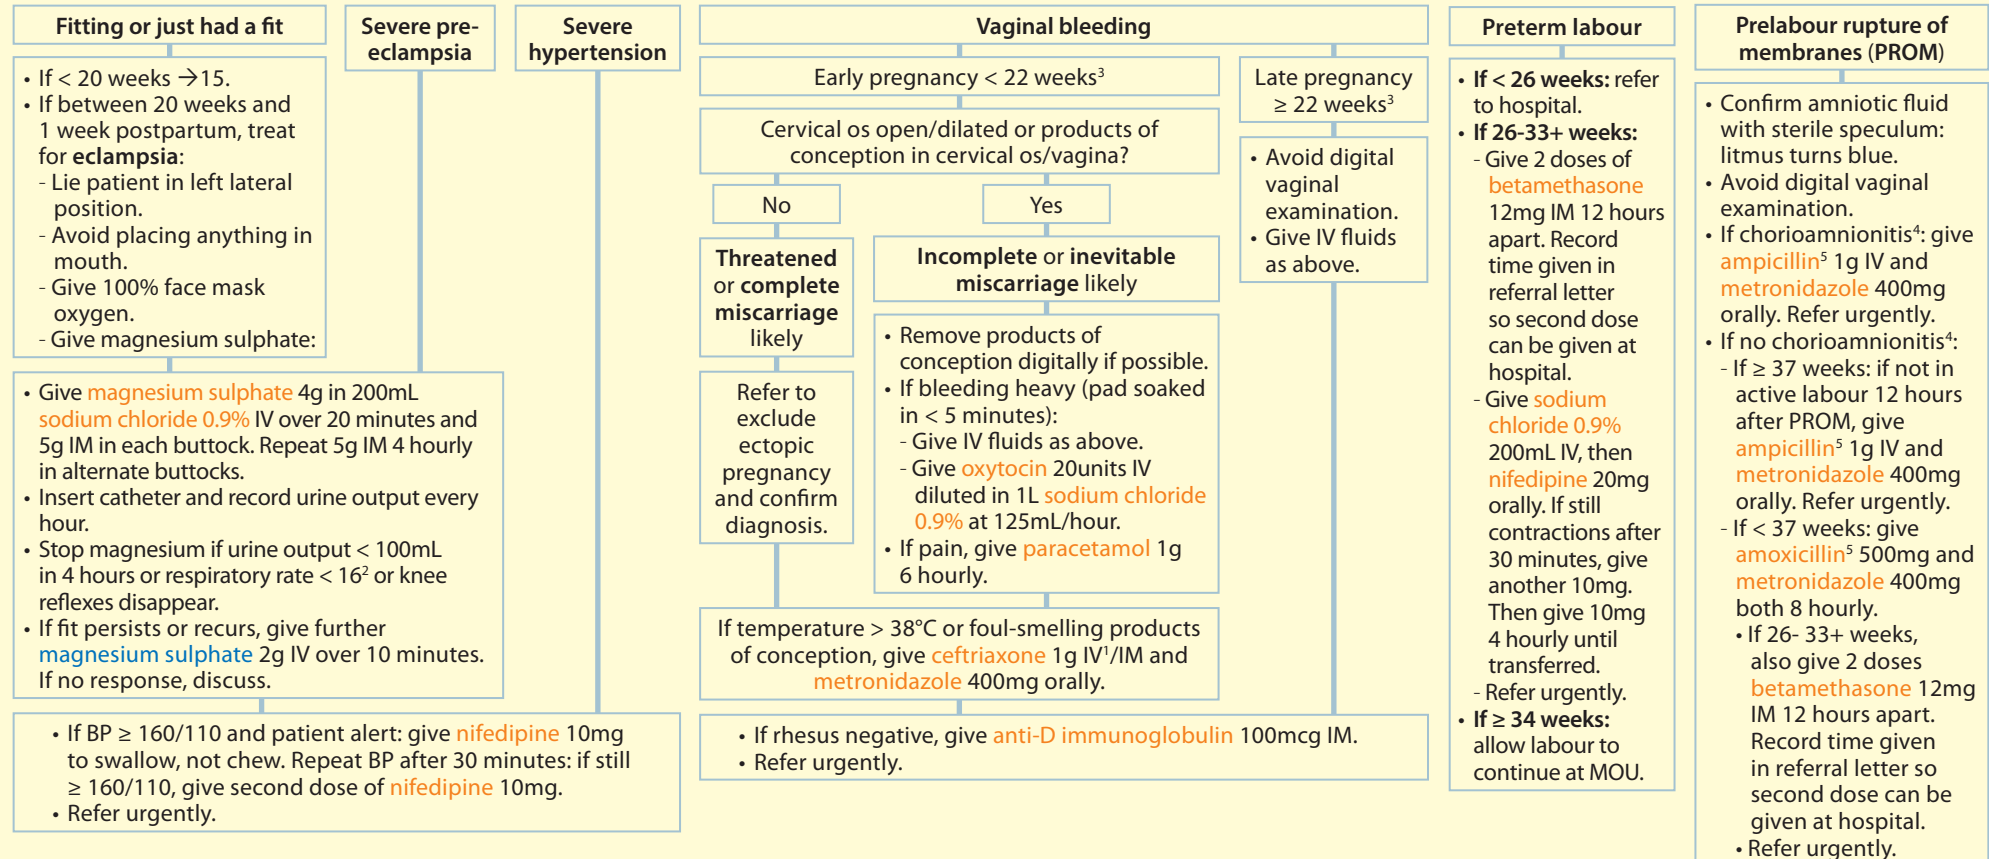 Fitting or just had a fit
• If < 20 weeks →15.
• If between 20 weeks and
1 week postpartum, treat
for eclampsia:
- Lie patient in left lateral
position.
- Avoid placing anything in
mouth.
- Give 100% face mask
oxygen.
- Give magnesium sulphate:
Severe pre-
eclampsia
• Give magnesium sulphate 4g in 200mL
sodium chloride 0.9% IV over 20 minutes and
5g IM in each buttock. Repeat 5g IM 4 hourly
in alternate buttocks.
• Insert catheter and record urine output every
hour.
• Stop magnesium if urine output < 100mL
in 4 hours or respiratory rate < 16² or knee
reflexes disappear.
• If fit persists or recurs, give further
magnesium sulphate 2g IV over 10 minutes.
If no response, discuss.
Severe
hypertension
• If BP ≥ 160/110 and patient alert: give nifedipine 10mg
to swallow, not chew. Repeat BP after 30 minutes: if still
≥ 160/110, give second dose of nifedipine 10mg.
• Refer urgently.
Vaginal bleeding
Early pregnancy < 22 weeks³
Cervical os open/dilated or products of
conception in cervical os/vagina?
No
Threatened
or complete
miscarriage
likely
Refer to
exclude
ectopic
pregnancy
and confirm
diagnosis.
Yes
Incomplete or inevitable
miscarriage likely
• Remove products of
conception digitally if possible.
• If bleeding heavy (pad soaked
in < 5 minutes):
- Give IV fluids as above.
- Give oxytocin 20units IV
diluted in 1L sodium chloride
0.9% at 125mL/hour.
• If pain, give paracetamol 1g
6 hourly.
If temperature > 38°C or foul-smelling products
of conception, give ceftriaxone 1g IV¹/IM and
metronidazole 400mg orally.
Late pregnancy
≥ 22 weeks³
• Avoid digital
vaginal
examination.
• Give IV fluids
as above.
• If rhesus negative, give anti-D immunoglobulin 100mcg IM.
• Refer urgently.
Preterm labour
• If < 26 weeks: refer
to hospital.
• If 26-33+ weeks:
- Give 2 doses of
betamethasone
12mg IM 12 hours
apart. Record
time given in
referral letter
so second dose
can be given at
hospital.
- Give sodium
chloride 0.9%
200mL IV, then
nifedipine 20mg
orally. If still
contractions after
30 minutes, give
another 10mg.
Then give 10mg
4 hourly until
transferred.
- Refer urgently.
• If ≥ 34 weeks:
allow labour to
continue at MOU.
Prelabour rupture of
membranes (PROM)
• Confirm amniotic fluid
with sterile speculum:
litmus turns blue.
• Avoid digital vaginal
examination.
• If chorioamnionitis⁴: give
ampicillin⁵ 1g IV and
metronidazole 400mg
orally. Refer urgently.
• If no chorioamnionitis⁴:
- If ≥ 37 weeks: if not in
active labour 12 hours
after PROM, give
ampicillin⁵ 1g IV and
metronidazole 400mg
orally. Refer urgently.
- If < 37 weeks: give
amoxicillin⁵ 500mg and
metronidazole 400mg
both 8 hourly.
• If 26- 33+ weeks,
also give 2 doses
betamethasone 12mg
IM 12 hours apart.
Record time given
in referral letter so
second dose can be
given at hospital.
• Refer urgently.